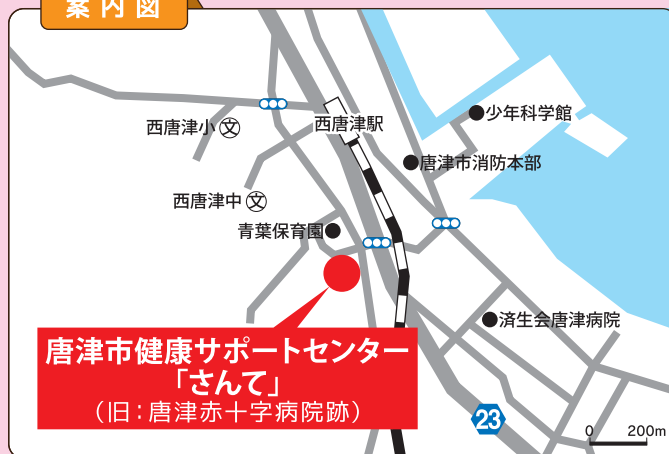 案内図
西唐津小
文
西唐津駅
少年科学館
唐津市消防本部
西唐津中
文
青葉保育園
済生会唐津病院
唐津市健康サポートセンター
「さんて」
（旧：唐津赤十字病院跡）
23
0 200m